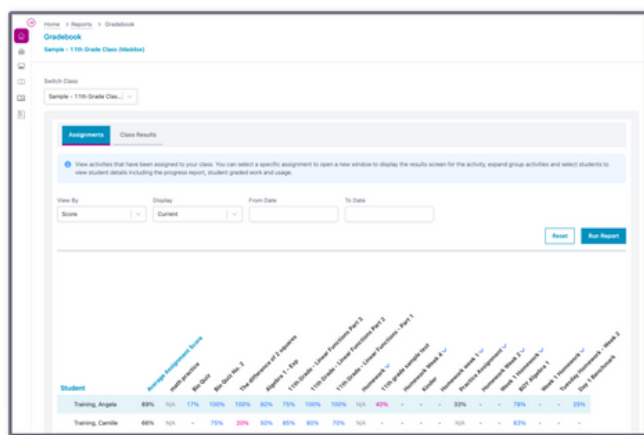 Home > Reports > Gradebook
Gradebook
Sample - 11th Grade Class (Maddox)
Switch Class
Sample - 11th Grade Clas...
Assignments Class Results
View activities that have been assigned to your class. You can select a specific assignment to open a new window to display the results screen for the activity, expand group activities and select students to
view student details including the progress report, student graded work and usage.
View By Display From Date To Date
Score Current
Reset Run Report
Student Average Assignment Score math practice Bio Quiz Bio Quiz No. 2 The difference of 2 squares Algebra 1 - Exp 11th Grade - Linear Functions Part 3 11th Grade - Linear Functions Part 2 11th Grade - Linear Functions - Part 1 Homework 11th grade sample test Homework Week 4 Kinder Homework week 1 Practice Assignment Homework Week 2 Week 1 Homework BOY Algebra 1 Week 1 Homework Tuesday Homework - Week 2 Day 1 Benchmark
Training, Angela 69% N/A 17% 100% 100% 92% 75% 100% 100% N/A 40% - - - 33% - - 78% - - 25%
Training, Camille 66% N/A - 75% 20% 50% 85% 80% 70% N/A - - - - N/A - - 83% - - -